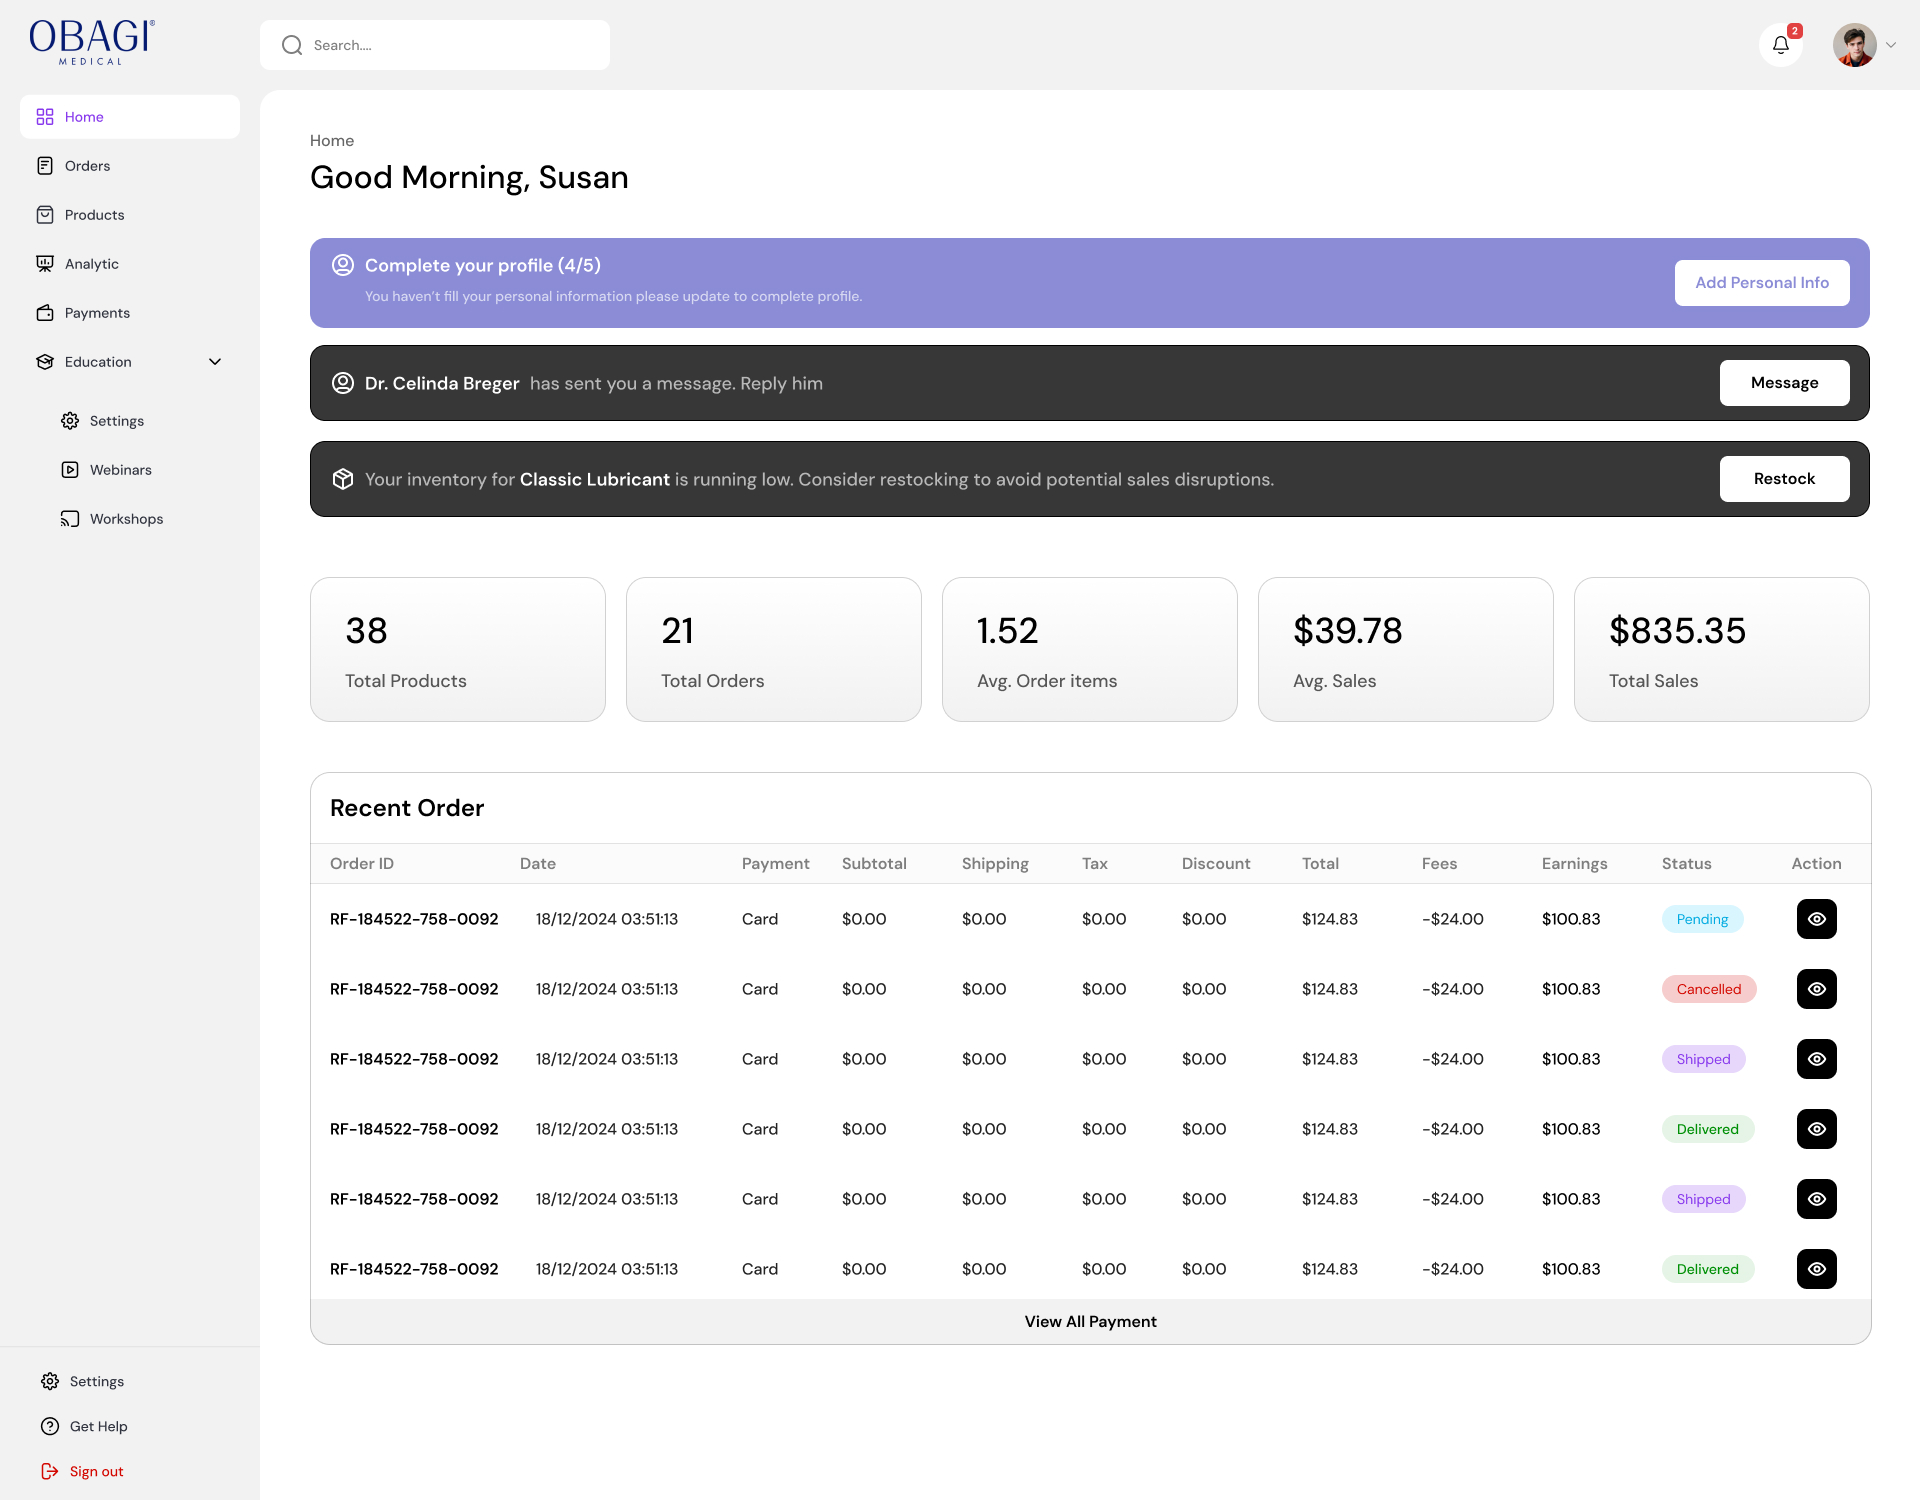 OBAGI®
MEDICAL
Search....
2
Home
Orders
Products
Analytic
Payments
Education
Settings
Webinars
Workshops
Home
Good Morning, Susan
Complete your profile (4/5)
You haven't fill your personal information please update to complete profile.
Add Personal Info
Dr. Celinda Breger has sent you a message. Reply him
Message
Your inventory for Classic Lubricant is running low. Consider restocking to avoid potential sales disruptions.
Restock
38
Total Products
21
Total Orders
1.52
Avg. Order items
$39.78
Avg. Sales
$835.35
Total Sales
Recent Order
Order ID Date Payment Subtotal Shipping Tax Discount Total Fees Earnings Status Action
RF-184522-758-0092 18/12/2024 03:51:13 Card $0.00 $0.00 $0.00 $0.00 $124.83 -$24.00 $100.83 Pending
RF-184522-758-0092 18/12/2024 03:51:13 Card $0.00 $0.00 $0.00 $0.00 $124.83 -$24.00 $100.83 Cancelled
RF-184522-758-0092 18/12/2024 03:51:13 Card $0.00 $0.00 $0.00 $0.00 $124.83 -$24.00 $100.83 Shipped
RF-184522-758-0092 18/12/2024 03:51:13 Card $0.00 $0.00 $0.00 $0.00 $124.83 -$24.00 $100.83 Delivered
RF-184522-758-0092 18/12/2024 03:51:13 Card $0.00 $0.00 $0.00 $0.00 $124.83 -$24.00 $100.83 Shipped
RF-184522-758-0092 18/12/2024 03:51:13 Card $0.00 $0.00 $0.00 $0.00 $124.83 -$24.00 $100.83 Delivered
View All Payment
Settings
Get Help
Sign out